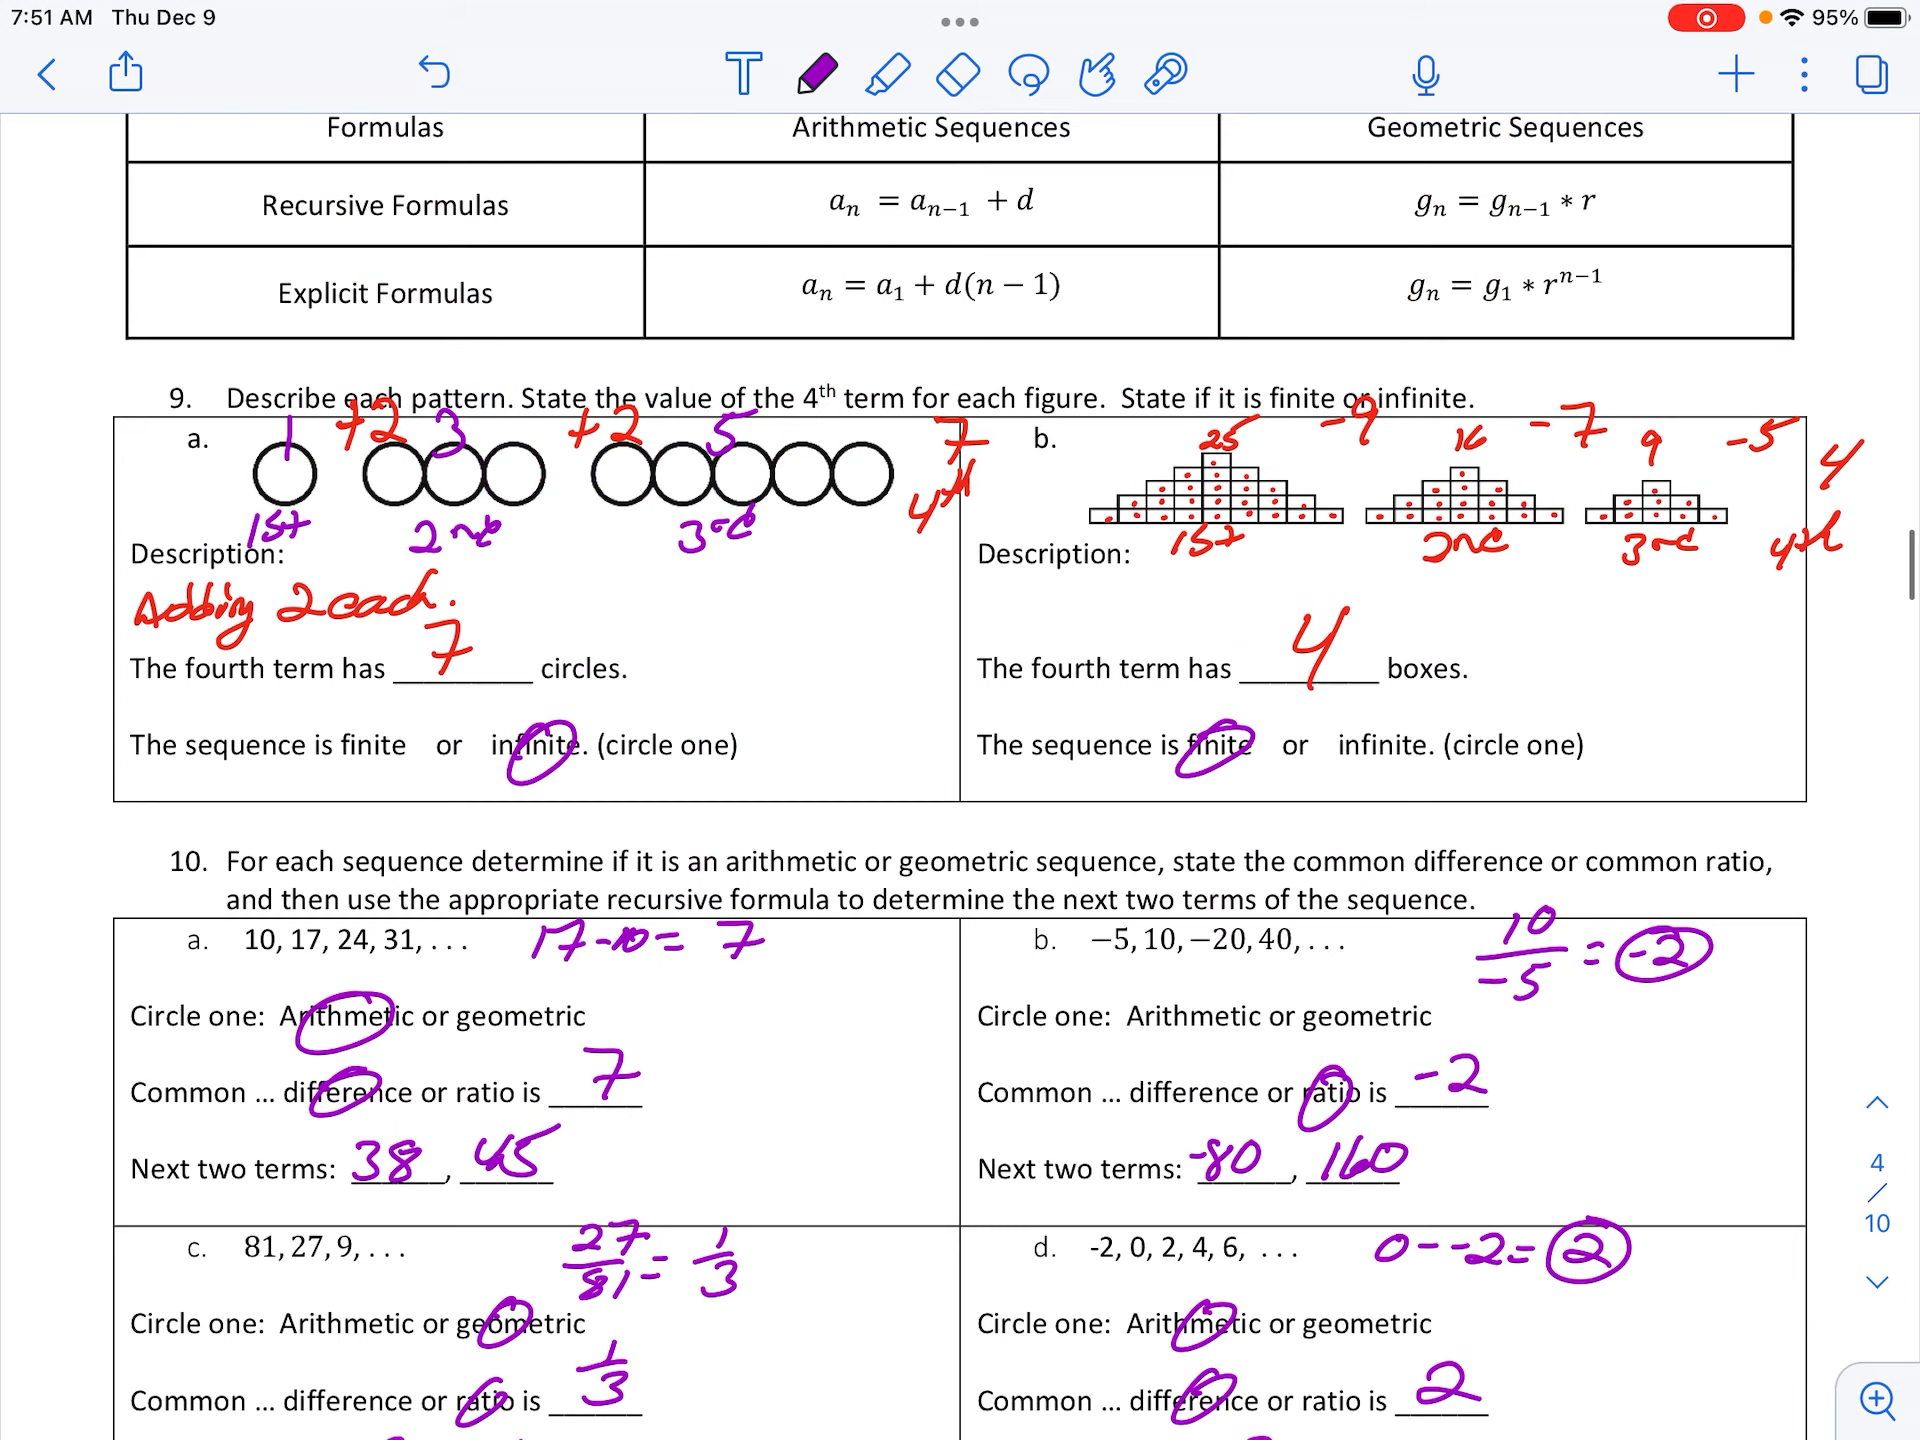 7:51 AM Thu Dec 9 95%
T
Formulas Arithmetic Sequences Geometric Sequences
Recursive Formulas aₙ = aₙ₋₁ + d gₙ = gₙ₋₁ * r
Explicit Formulas aₙ = a₁ + d(n − 1) gₙ = g₁ * rⁿ⁻¹
9. Describe each pattern. State the value of the 4ᵗʰ term for each figure. State if it is finite or infinite.
a. 1 +2 3 +2 5 7
1st 2nd 3rd 4th
Description:
Adding 2 each.
The fourth term has 7 circles.
The sequence is finite or infinite. (circle one)
b. 25 -9 16 -7 9 -5 4
1st 2nd 3rd 4th
Description:
The fourth term has 4 boxes.
The sequence is finite or infinite. (circle one)
10. For each sequence determine if it is an arithmetic or geometric sequence, state the common difference or common ratio,
and then use the appropriate recursive formula to determine the next two terms of the sequence.
a. 10, 17, 24, 31, . . . 17-10= 7
Circle one: Arithmetic or geometric
Common ... difference or ratio is 7
Next two terms: 38, 45
b. −5, 10, −20, 40, . . . 10/-5 = -2
Circle one: Arithmetic or geometric
Common ... difference or ratio is -2
Next two terms: -80, 160
c. 81, 27, 9, . . . 27/81 = 1/3
Circle one: Arithmetic or geometric
Common ... difference or ratio is 1/3
d. -2, 0, 2, 4, 6, . . . 0--2= 2
Circle one: Arithmetic or geometric
Common ... difference or ratio is 2
4
/
10